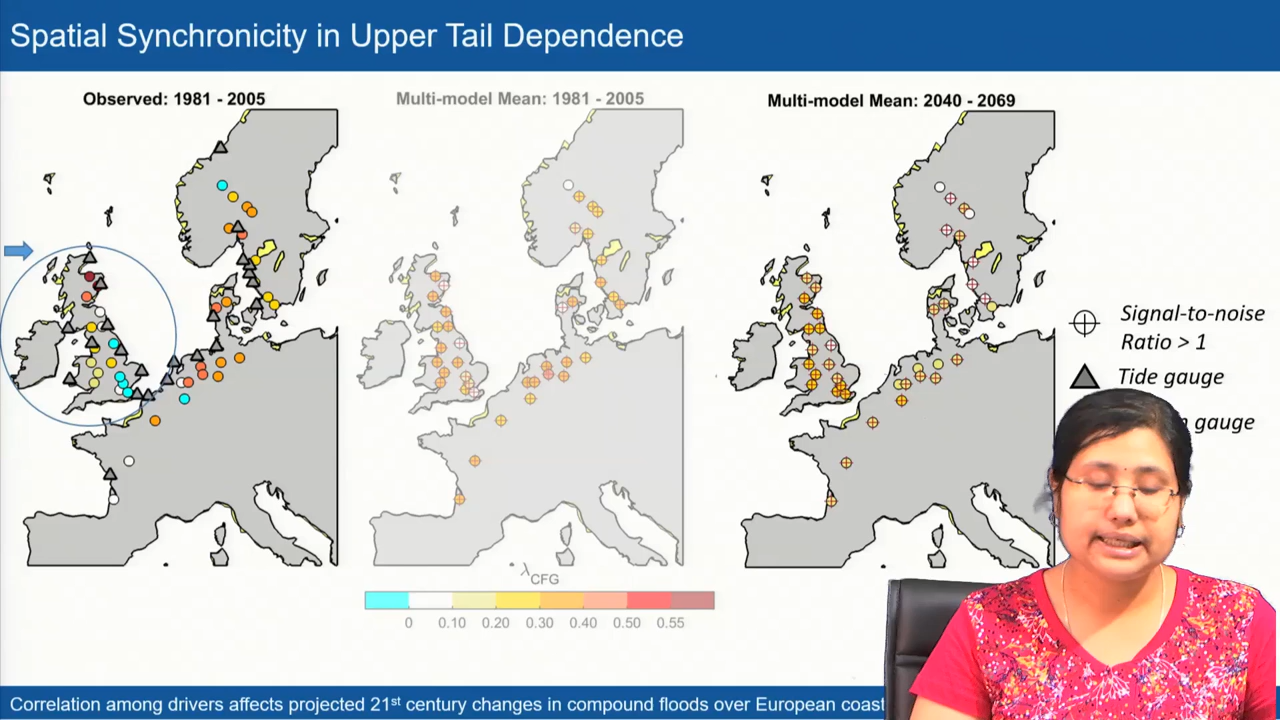 Spatial Synchronicity in Upper Tail Dependence
Observed: 1981 - 2005
Multi-model Mean: 1981 - 2005
Multi-model Mean: 2040 - 2069
Signal-to-noise
Ratio > 1
Tide gauge
gauge
λCFG
0 0.10 0.20 0.30 0.40 0.50 0.55
Correlation among drivers affects projected 21st century changes in compound floods over European coast